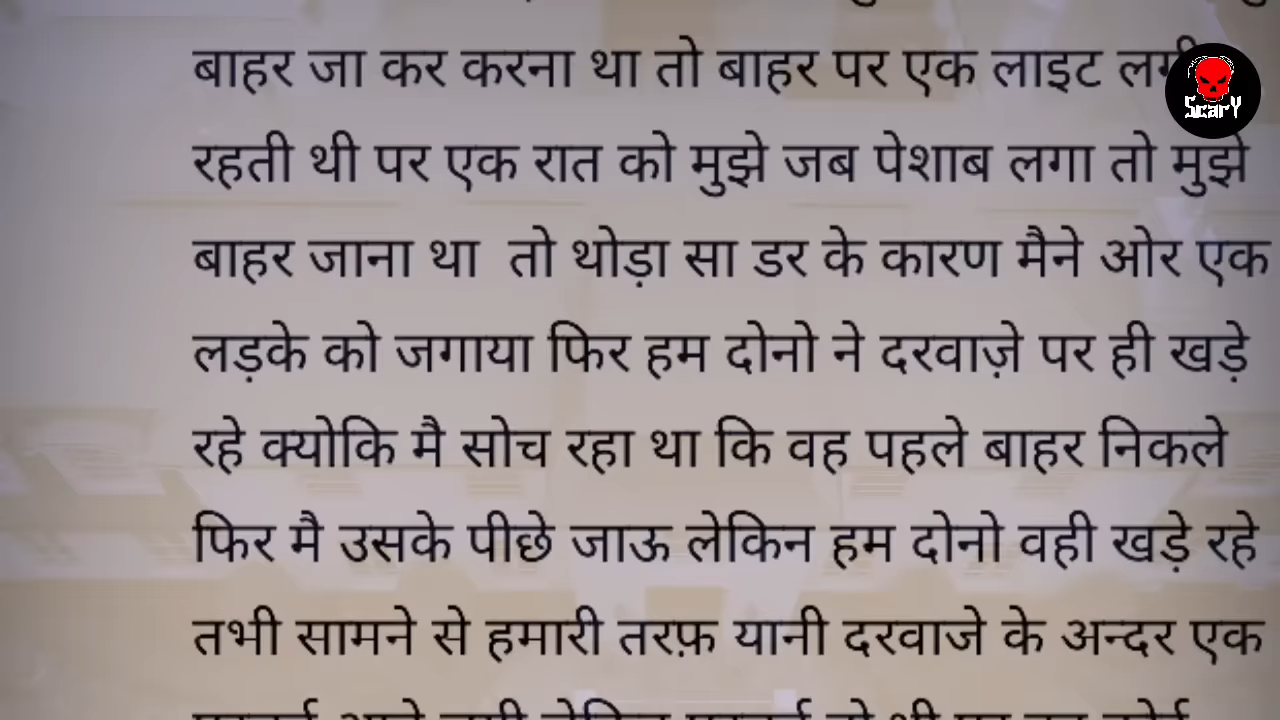 बाहर जा कर करना था तो बाहर पर एक लाइट लगी
रहती थी पर एक रात को मुझे जब पेशाब लगा तो मुझे
बाहर जाना था तो थोड़ा सा डर के कारण मैने ओर एक
लड़के को जगाया फिर हम दोनो ने दरवाज़े पर ही खड़े
रहे क्योकि मै सोच रहा था कि वह पहले बाहर निकले
फिर मै उसके पीछे जाऊ लेकिन हम दोनो वही खड़े रहे
तभी सामने से हमारी तरफ़ यानी दरवाजे के अन्दर एक
ScarY